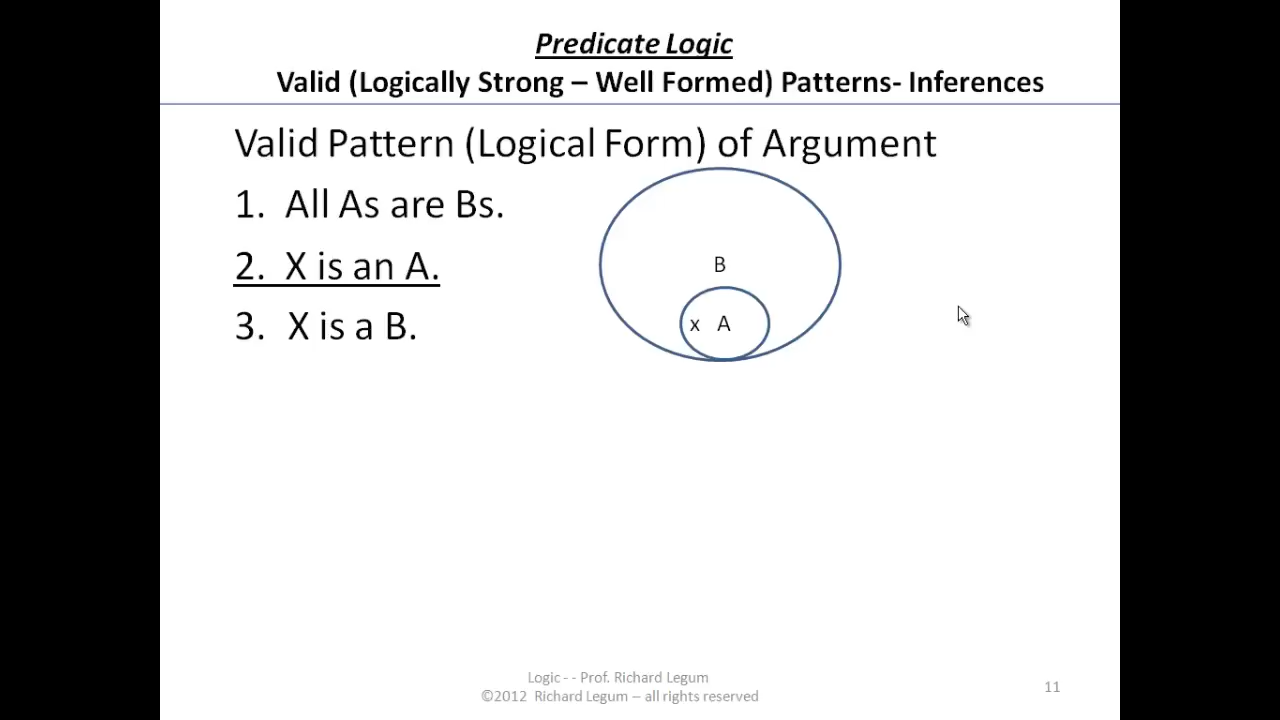 Predicate Logic
Valid (Logically Strong – Well Formed) Patterns- Inferences
Valid Pattern (Logical Form) of Argument
1. All As are Bs.
2. X is an A.
3. X is a B.
B
x A
Logic - - Prof. Richard Legum
©2012 Richard Legum – all rights reserved
11